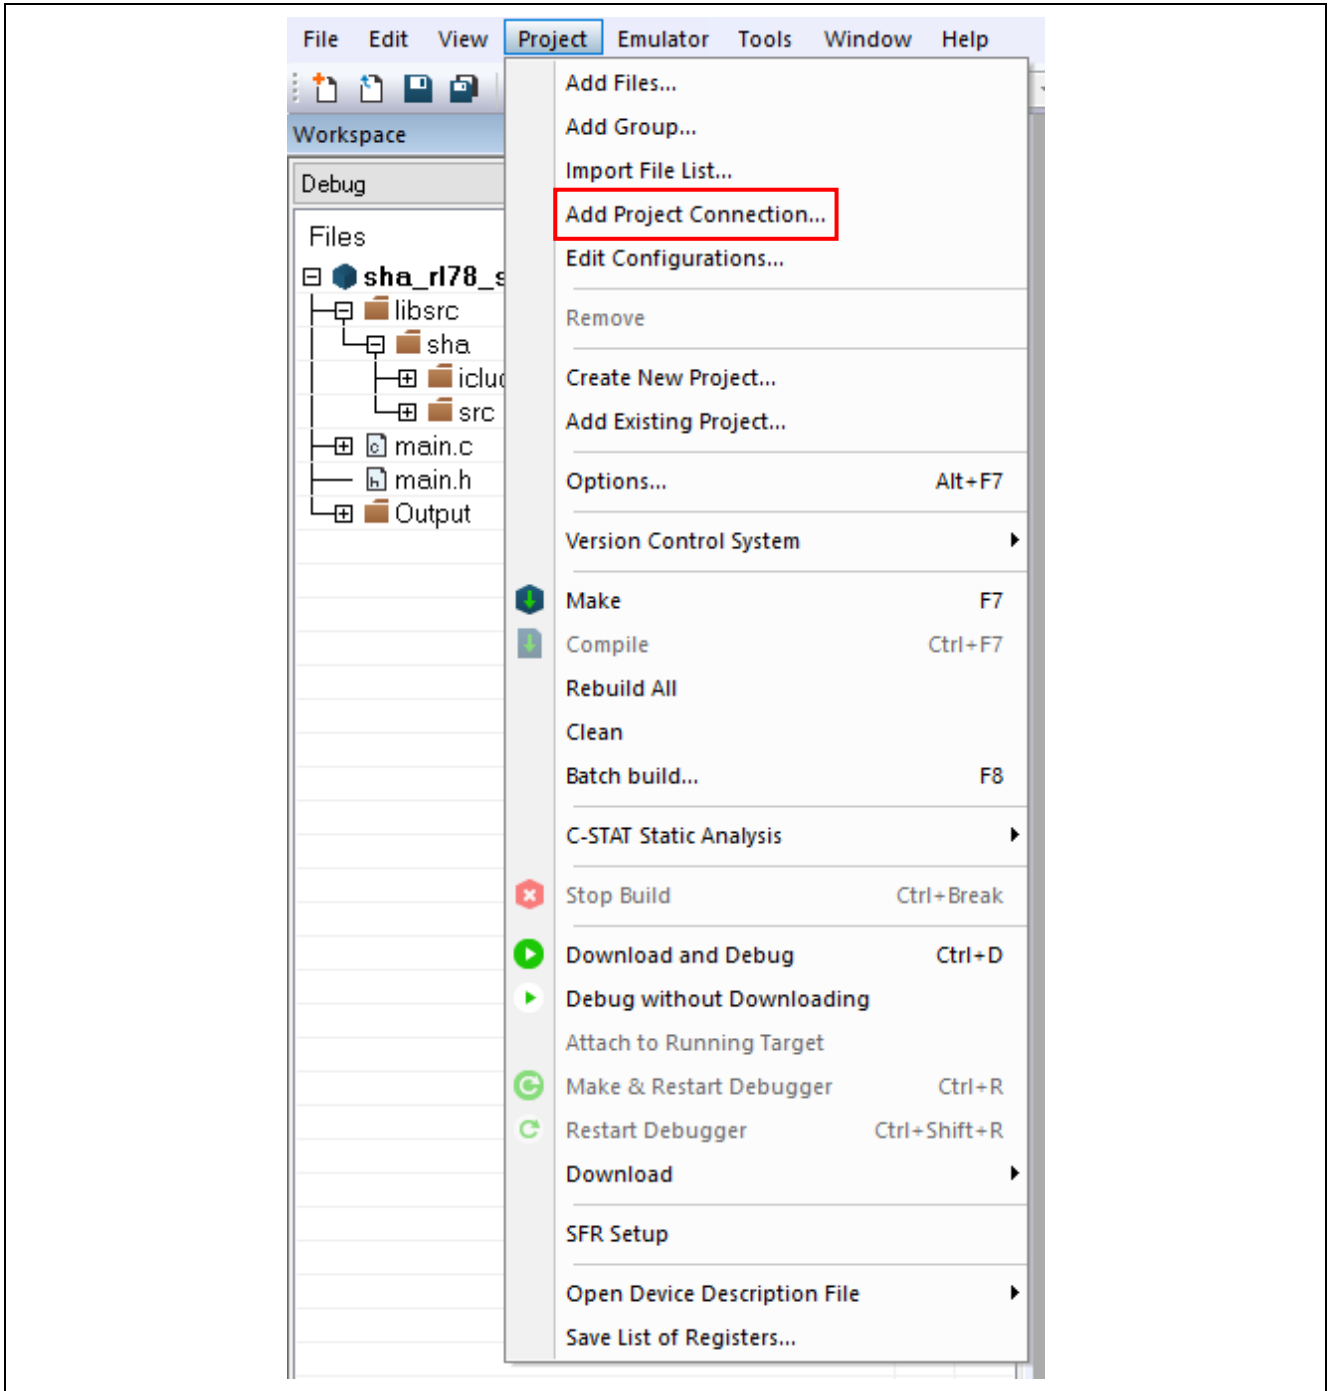 File Edit View Project Emulator Tools Window Help
Workspace
Debug
Files
sha_rl78_s
libsrc
sha
iclu
src
main.c
main.h
Output
Add Files...
Add Group...
Import File List...
Add Project Connection...
Edit Configurations...
Remove
Create New Project...
Add Existing Project...
Options... Alt+F7
Version Control System
Make F7
Compile Ctrl+F7
Rebuild All
Clean
Batch build... F8
C-STAT Static Analysis
Stop Build Ctrl+Break
Download and Debug Ctrl+D
Debug without Downloading
Attach to Running Target
Make & Restart Debugger Ctrl+R
Restart Debugger Ctrl+Shift+R
Download
SFR Setup
Open Device Description File
Save List of Registers...